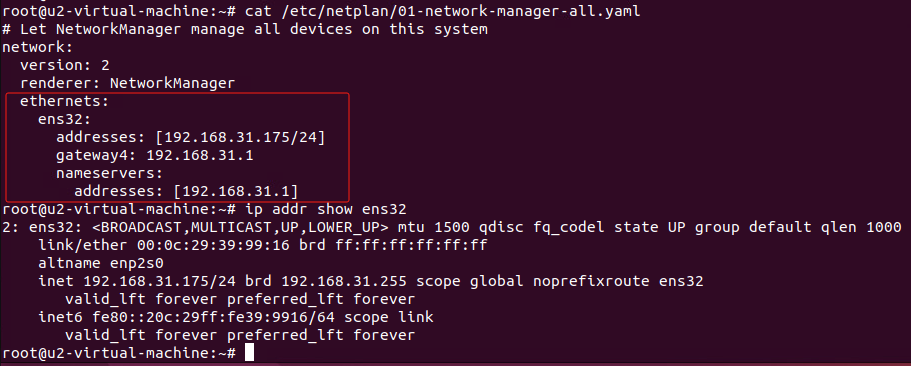 root@u2-virtual-machine:~# cat /etc/netplan/01-network-manager-all.yaml
# Let NetworkManager manage all devices on this system
network:
  version: 2
  renderer: NetworkManager
  ethernets:
    ens32:
      addresses: [192.168.31.175/24]
      gateway4: 192.168.31.1
      nameservers:
        addresses: [192.168.31.1]
root@u2-virtual-machine:~# ip addr show ens32
2: ens32: <BROADCAST,MULTICAST,UP,LOWER_UP> mtu 1500 qdisc fq_codel state UP group default qlen 1000
    link/ether 00:0c:29:39:99:16 brd ff:ff:ff:ff:ff:ff
    altname enp2s0
    inet 192.168.31.175/24 brd 192.168.31.255 scope global noprefixroute ens32
       valid_lft forever preferred_lft forever
    inet6 fe80::20c:29ff:fe39:9916/64 scope link
       valid_lft forever preferred_lft forever
root@u2-virtual-machine:~#